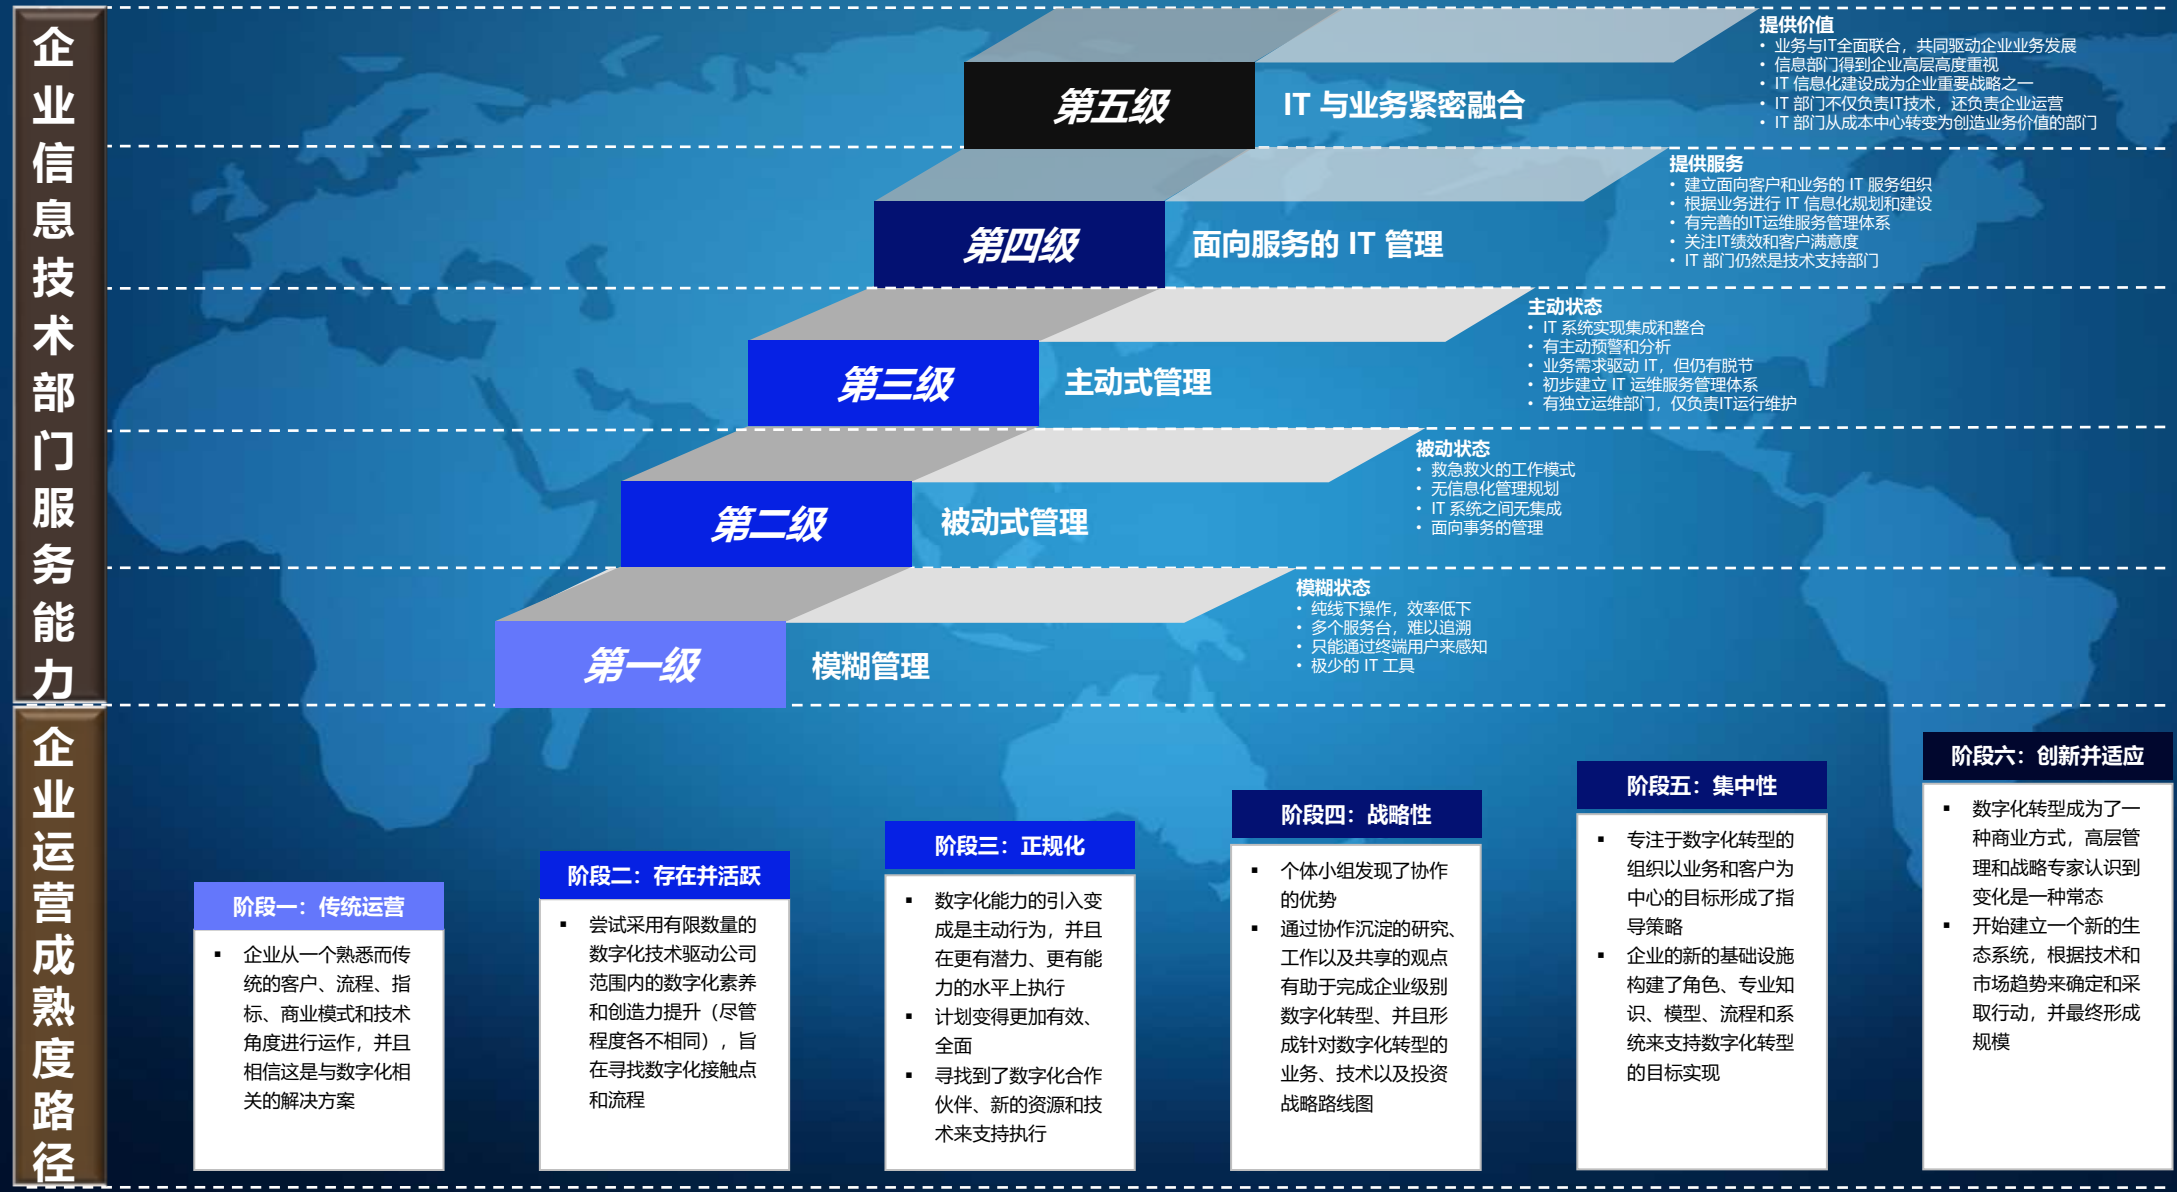 企业信息技术部门服务能力
第五级
IT 与业务紧密融合
提供价值
• 业务与IT全面联合，共同驱动企业业务发展
• 信息部门得到企业高层高度重视
• IT 信息化建设成为企业重要战略之一
• IT 部门不仅负责IT技术，还负责企业运营
• IT 部门从成本中心转变为创造业务价值的部门
第四级
面向服务的 IT 管理
提供服务
• 建立面向客户和业务的 IT 服务组织
• 根据业务进行 IT 信息化规划和建设
• 有完善的IT运维服务管理体系
• 关注IT绩效和客户满意度
• IT 部门仍然是技术支持部门
第三级
主动式管理
主动状态
• IT 系统实现集成和整合
• 有主动预警和分析
• 业务需求驱动 IT，但仍有脱节
• 初步建立 IT 运维服务管理体系
• 有独立运维部门，仅负责IT运行维护
第二级
被动式管理
被动状态
• 救急救火的工作模式
• 无信息化管理规划
• IT 系统之间无集成
• 面向事务的管理
第一级
模糊管理
模糊状态
• 纯线下操作，效率低下
• 多个服务台，难以追溯
• 只能通过终端用户来感知
• 极少的 IT 工具
企业运营成熟度路径
阶段一：传统运营
▪ 企业从一个熟悉而传
统的客户、流程、指
标、商业模式和技术
角度进行运作，并且
相信这是与数字化相
关的解决方案
阶段二：存在并活跃
▪ 尝试采用有限数量的
数字化技术驱动公司
范围内的数字化素养
和创造力提升（尽管
程度各不相同），旨
在寻找数字化接触点
和流程
阶段三：正规化
▪ 数字化能力的引入变
成是主动行为，并且
在更有潜力、更有能
力的水平上执行
▪ 计划变得更加有效、
全面
▪ 寻找到了数字化合作
伙伴、新的资源和技
术来支持执行
阶段四：战略性
▪ 个体小组发现了协作
的优势
▪ 通过协作沉淀的研究、
工作以及共享的观点
有助于完成企业级别
数字化转型、并且形
成针对数字化转型的
业务、技术以及投资
战略路线图
阶段五：集中性
▪ 专注于数字化转型的
组织以业务和客户为
中心的目标形成了指
导策略
▪ 企业的新的基础设施
构建了角色、专业知
识、模型、流程和系
统来支持数字化转型
的目标实现
阶段六：创新并适应
▪ 数字化转型成为了一
种商业方式，高层管
理和战略专家认识到
变化是一种常态
▪ 开始建立一个新的生
态系统，根据技术和
市场趋势来确定和采
取行动，并最终形成
规模